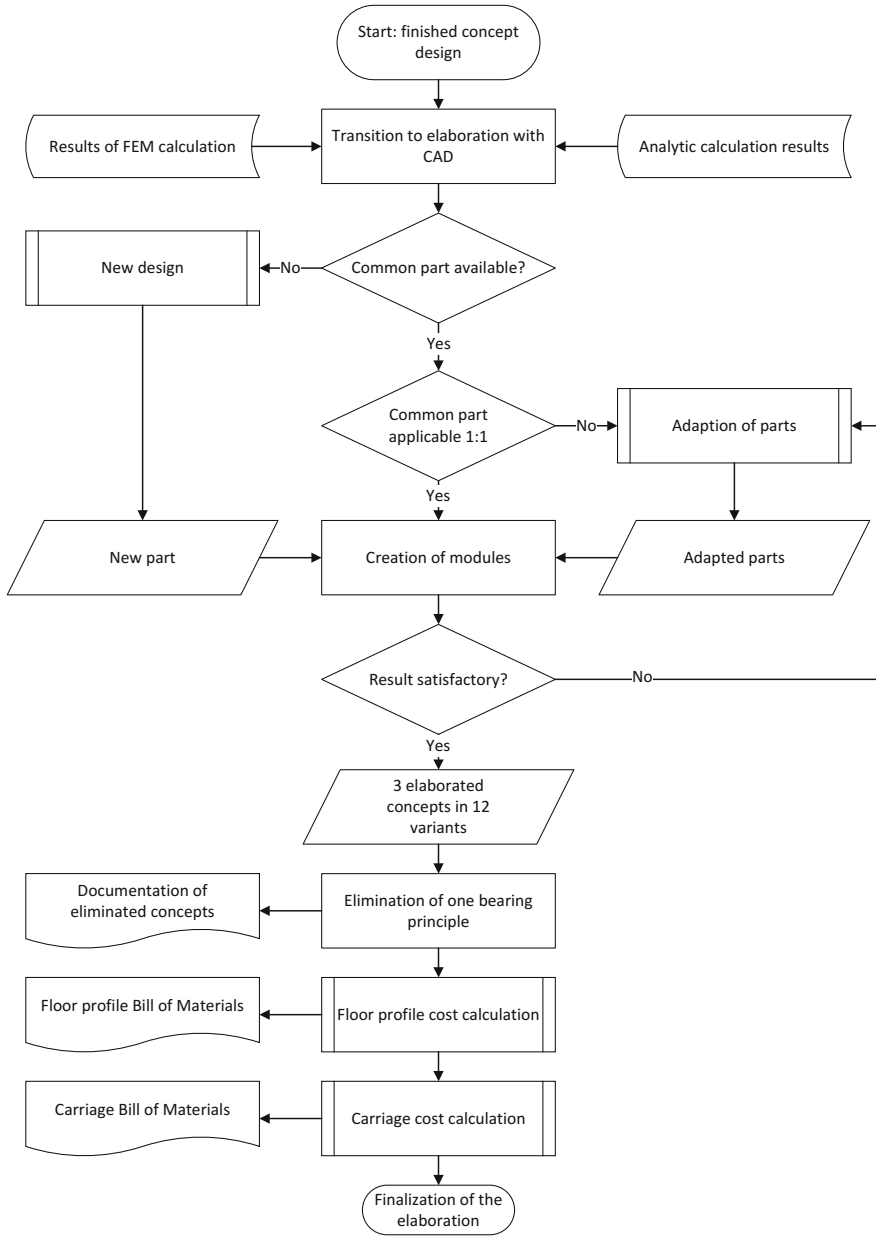 Start: finished concept
design
Results of FEM calculation
Transition to elaboration with
CAD
Analytic calculation results
New design
No
Common part available?
Yes
Common part
applicable 1:1
No
Adaption of parts
Yes
New part
Creation of modules
Adapted parts
Result satisfactory?
No
Yes
3 elaborated
concepts in 12
variants
Documentation of
eliminated concepts
Elimination of one bearing
principle
Floor profile Bill of Materials
Floor profile cost calculation
Carriage Bill of Materials
Carriage cost calculation
Finalization of the
elaboration